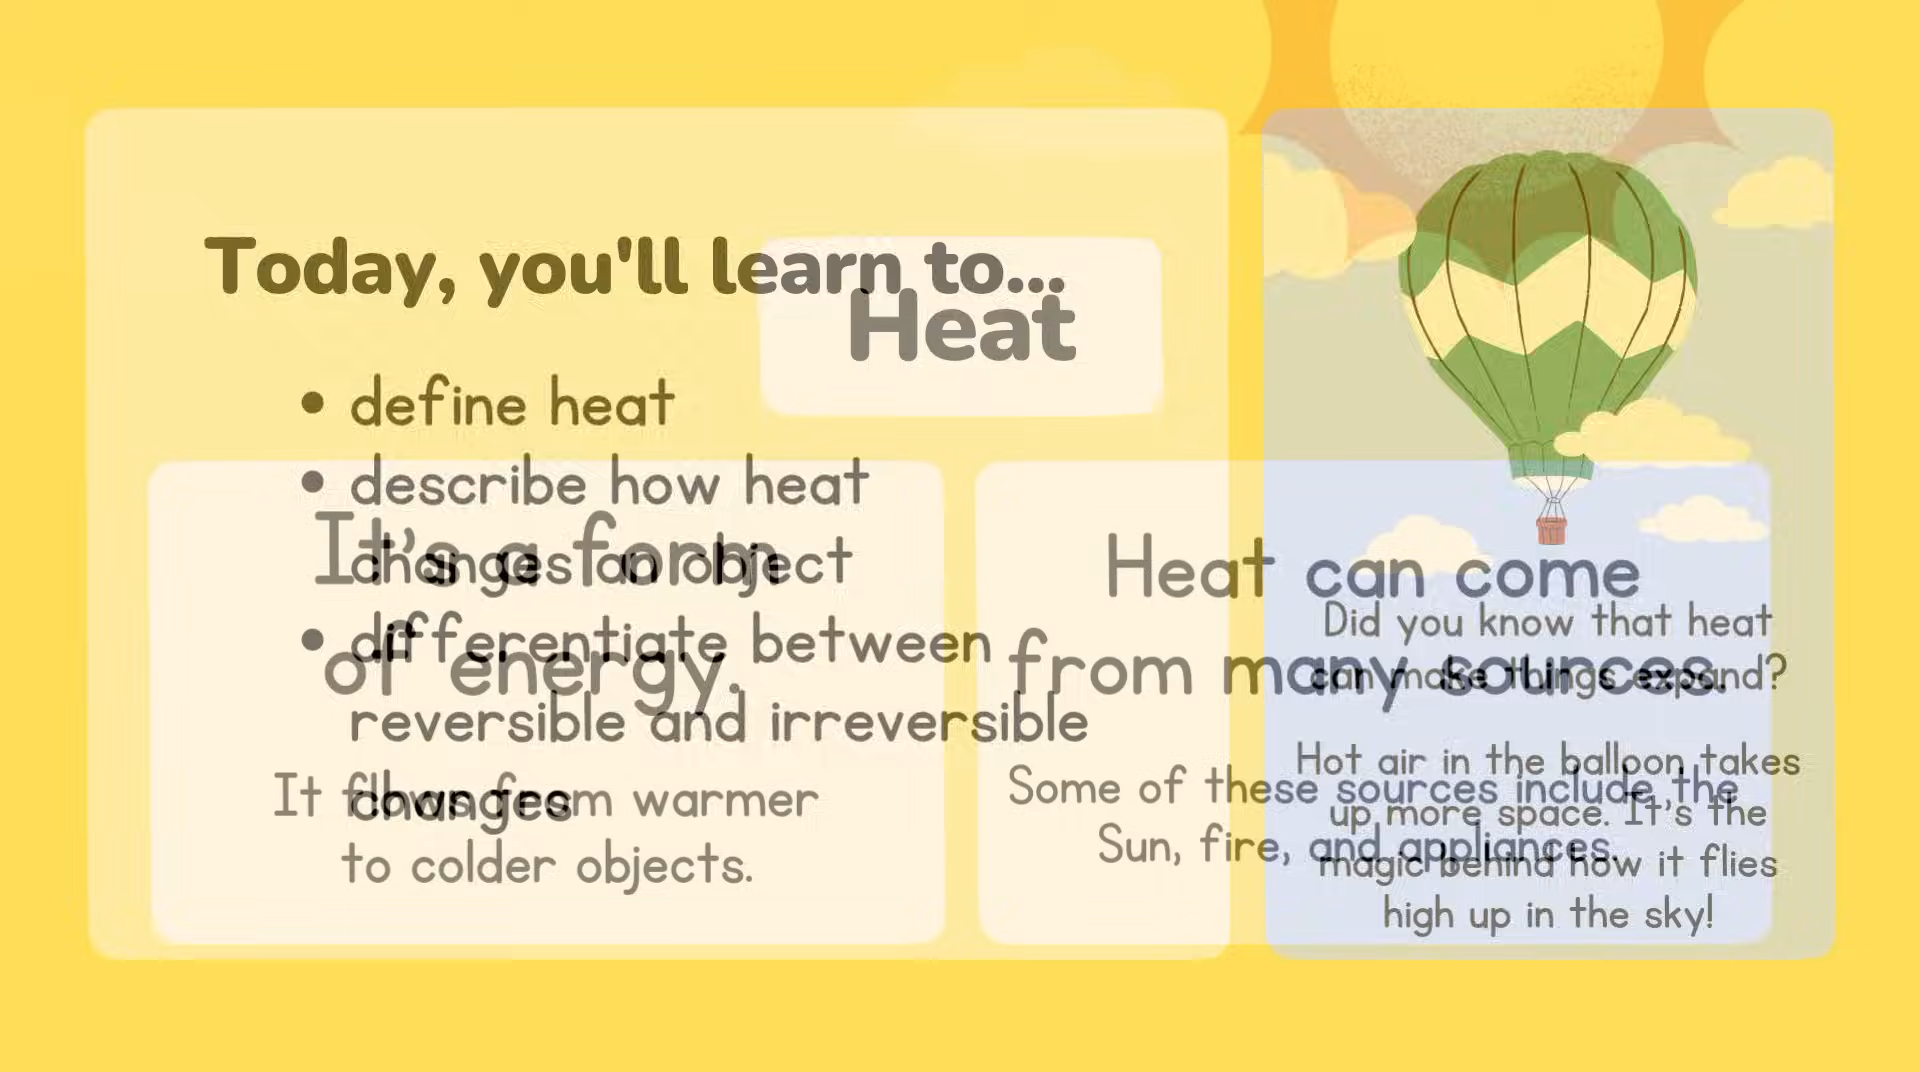 Today, you'll learn to...
• define heat
• describe how heat
changes an object
• differentiate between
reversible and irreversible
changes
Did you know that heat
can make things expand?
Hot air in the balloon takes
up more space. It's the
magic behind how it flies
high up in the sky!
Heat
It's a form
of energy.
It flows from warmer
to colder objects.
Heat can come
from many sources.
Some of these sources include the
Sun, fire, and appliances.